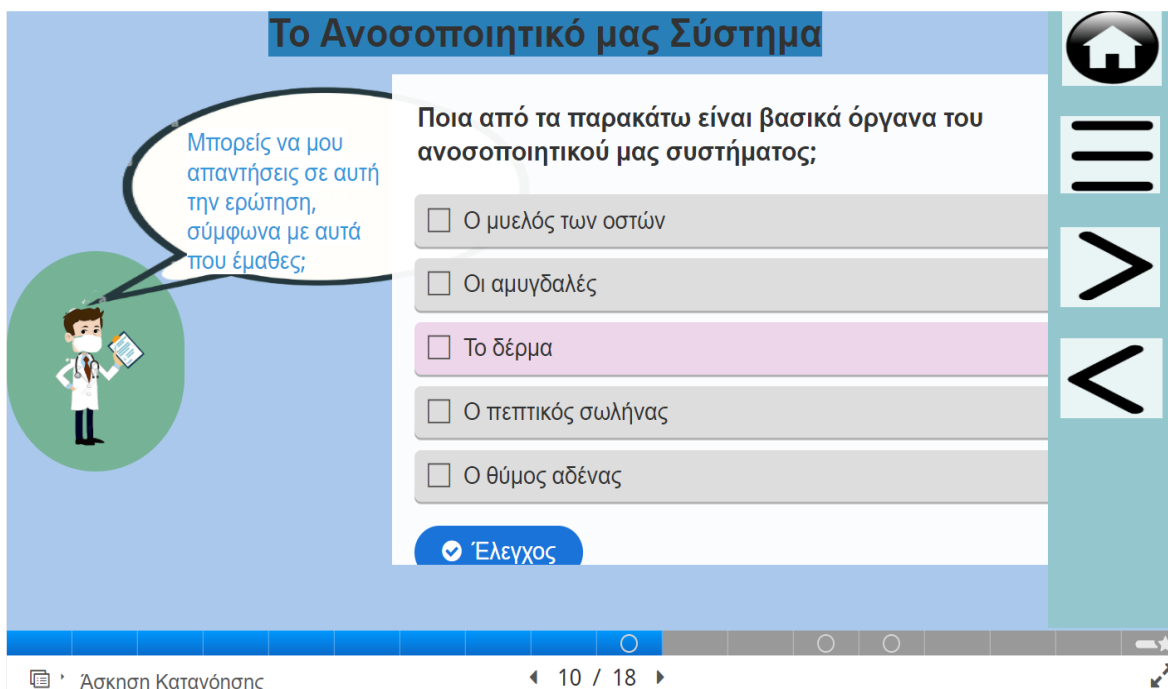 Το Ανοσοποιητικό μας Σύστημα
Μπορείς να μου
απαντήσεις σε αυτή
την ερώτηση,
σύμφωνα με αυτά
που έμαθες;
Ποια από τα παρακάτω είναι βασικά όργανα του
ανοσοποιητικού μας συστήματος;
Ο μυελός των οστών
Οι αμυγδαλές
Το δέρμα
Ο πεπτικός σωλήνας
Ο θύμος αδένας
Έλεγχος
Άσκηση Κατανόησης
10 / 18